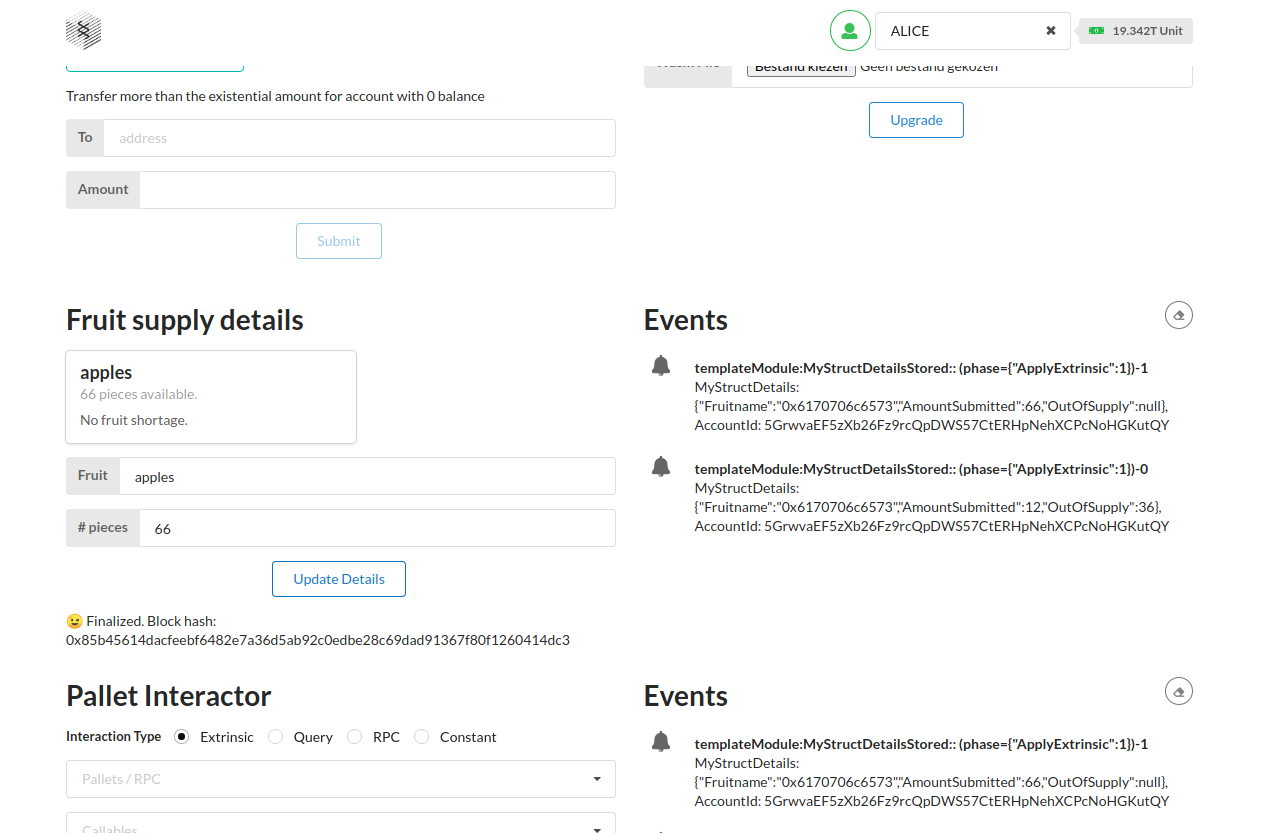 ALICE
19.342T Unit
Transfer more than the existential amount for account with 0 balance
To
address
Amount
Submit
Bestand kiezen Geen bestand gekozen
Upgrade
Fruit supply details
apples
66 pieces available.
No fruit shortage.
Fruit
apples
# pieces
66
Update Details
😉 Finalized. Block hash:
0x85b45614dacfeebf6482e7a36d5ab92c0edbe28c69dad91367f80f1260414dc3
Events
templateModule:MyStructDetailsStored:: (phase={"ApplyExtrinsic":1})-1
MyStructDetails:
{"Fruitname":"0x6170706c6573","AmountSubmitted":66,"OutOfSupply":null},
AccountId: 5GrwvaEF5zXb26Fz9rcQpDWS57CtERHpNehXCPcNoHGKutQY
templateModule:MyStructDetailsStored:: (phase={"ApplyExtrinsic":1})-0
MyStructDetails:
{"Fruitname":"0x6170706c6573","AmountSubmitted":12,"OutOfSupply":36},
AccountId: 5GrwvaEF5zXb26Fz9rcQpDWS57CtERHpNehXCPcNoHGKutQY
Pallet Interactor
Interaction Type Extrinsic Query RPC Constant
Pallets / RPC
Callables
Events
templateModule:MyStructDetailsStored:: (phase={"ApplyExtrinsic":1})-1
MyStructDetails:
{"Fruitname":"0x6170706c6573","AmountSubmitted":66,"OutOfSupply":null},
AccountId: 5GrwvaEF5zXb26Fz9rcQpDWS57CtERHpNehXCPcNoHGKutQY